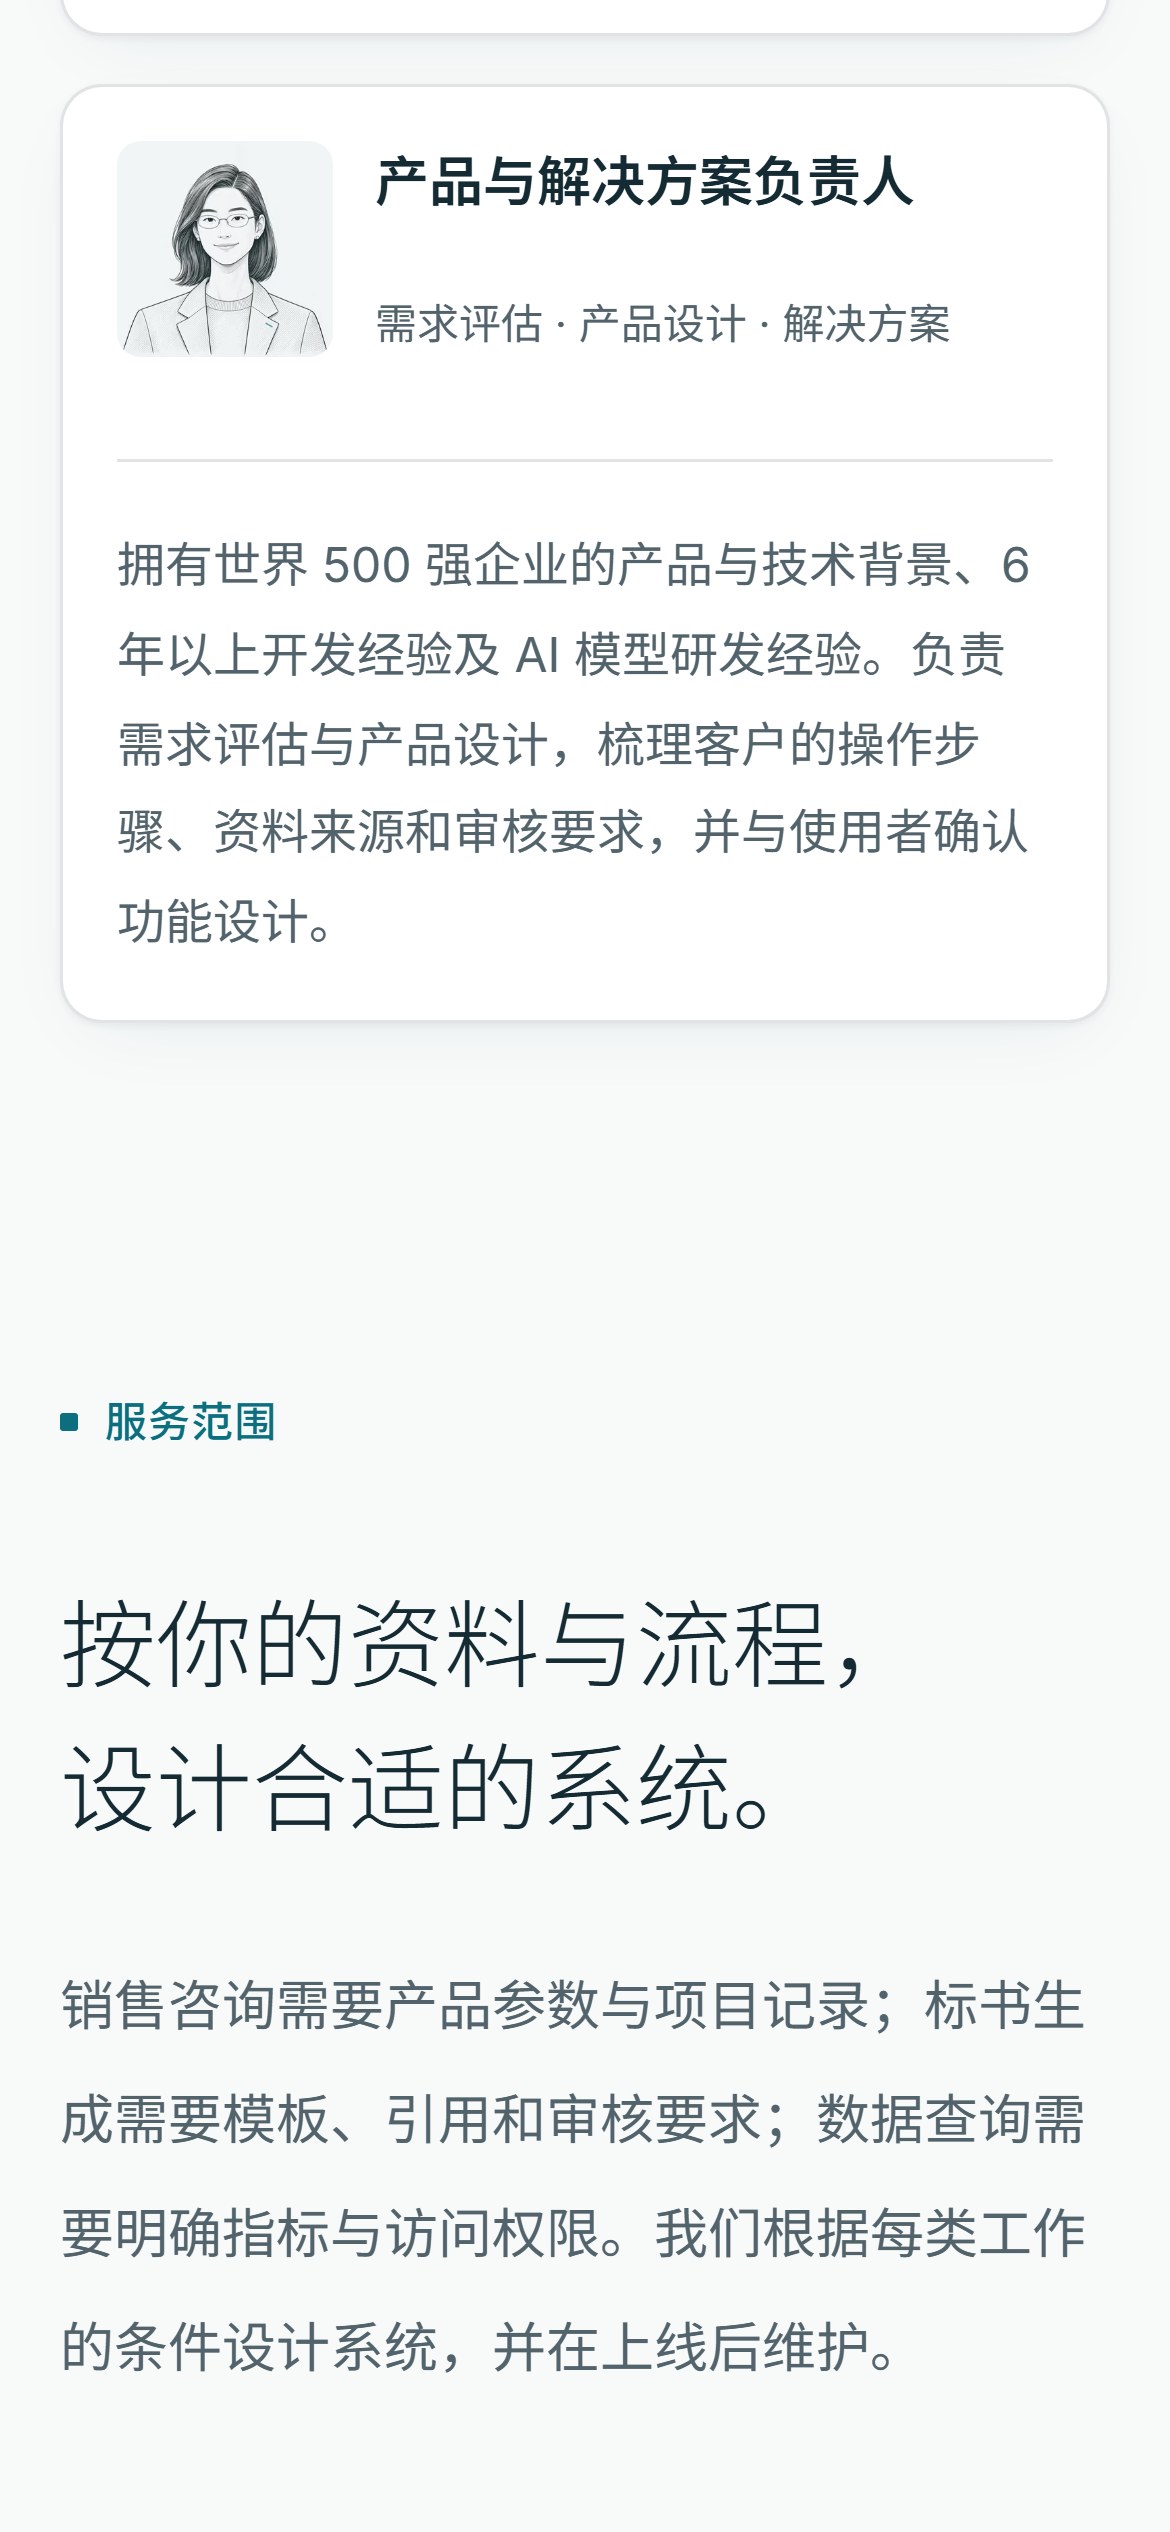 产品与解决方案负责人
需求评估 · 产品设计 · 解决方案
拥有世界 500 强企业的产品与技术背景、6
年以上开发经验及 AI 模型研发经验。负责
需求评估与产品设计，梳理客户的操作步
骤、资料来源和审核要求，并与使用者确认
功能设计。
服务范围
按你的资料与流程，
设计合适的系统。
销售咨询需要产品参数与项目记录；标书生
成需要模板、引用和审核要求；数据查询需
要明确指标与访问权限。我们根据每类工作
的条件设计系统，并在上线后维护。